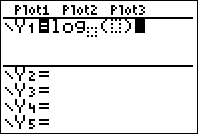 Plot1 Plot2 Plot3
\Y1=log⬚(⬚)
\Y2=
\Y3=
\Y4=
\Y5=